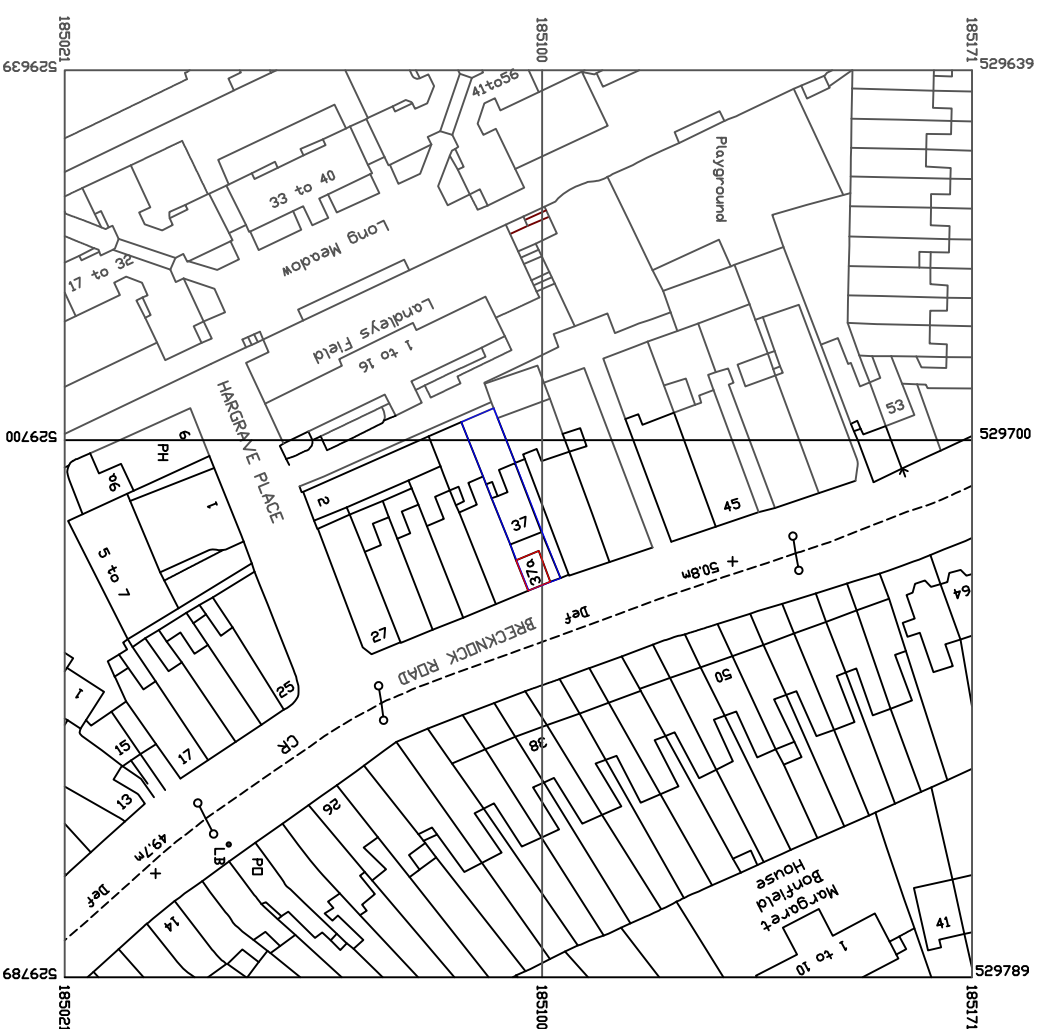 185021
185100
185171
529639
529639
41to56
33 to 40
Playground
Long Meadow
17 to 32
Landleys Field
1 to 16
HARGRAVE PLACE
53
529700
529700
6
PH
9a
1
2
5 to 7
37
37a
45
50.8m
Def
BRECKNOCK ROAD
27
25
64
1
15
17
13
CR
50
38
26
49.7m
LB
PO
Def
14
Margaret
Bonfield
House
1 to 10
41
529789
529789
185021
185100
185171